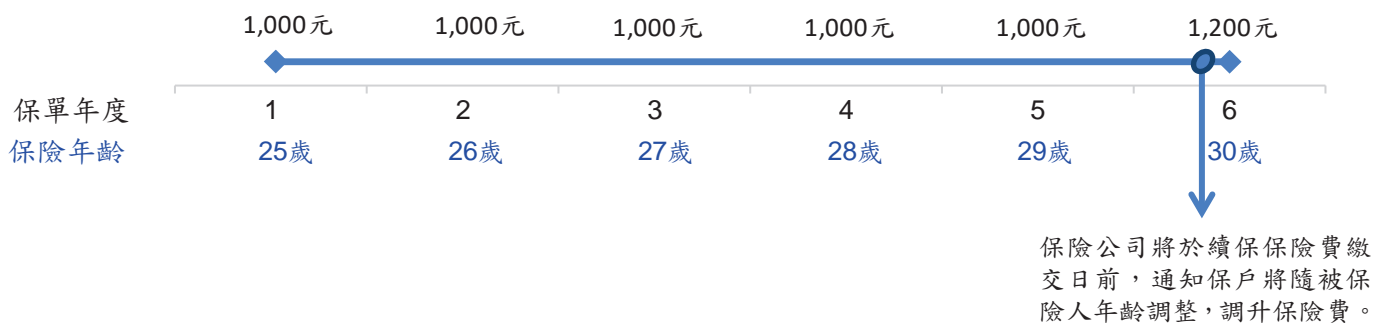 1,000元 1,000元 1,000元 1,000元 1,000元 1,200元
保單年度 1 2 3 4 5 6
保險年齡 25歲 26歲 27歲 28歲 29歲 30歲
保險公司將於續保保險費繳
交日前，通知保戶將隨被保
險人年齡調整，調升保險費。